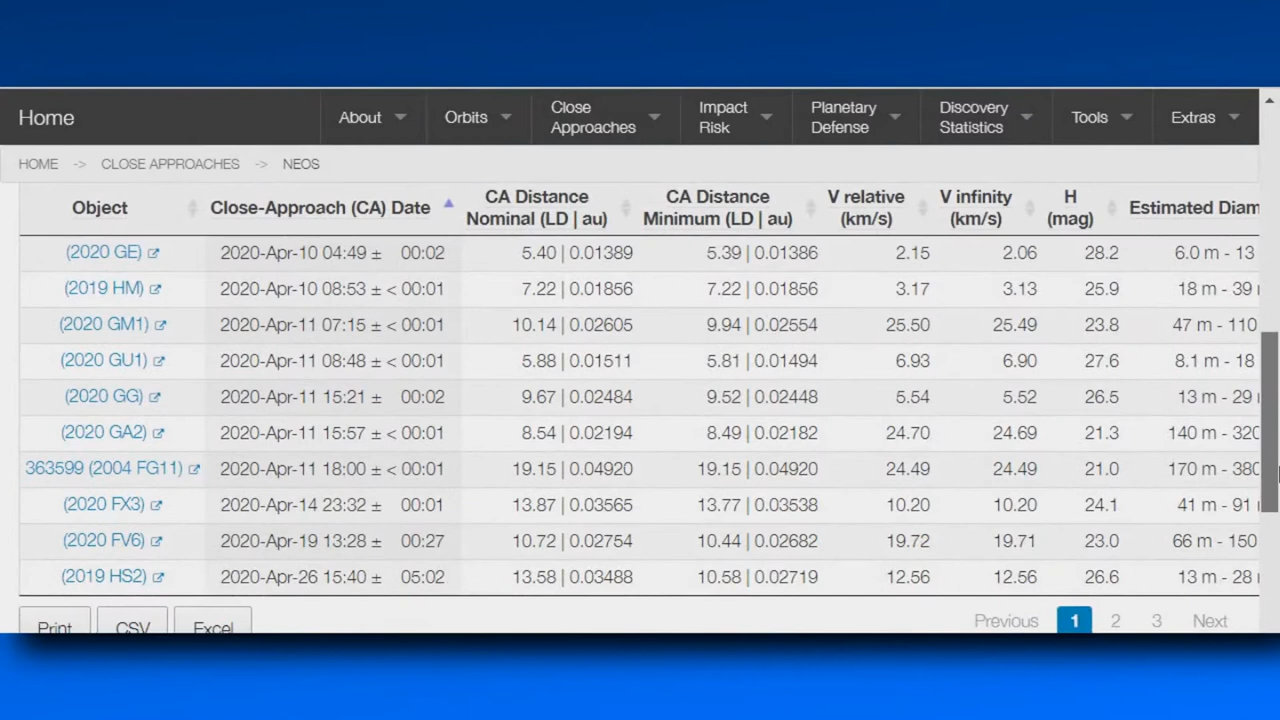 Home About Orbits Close Approaches Impact Risk Planetary Defense Discovery Statistics Tools Extras
HOME -> CLOSE APPROACHES -> NEOS
Object Close-Approach (CA) Date CA Distance Nominal (LD | au) CA Distance Minimum (LD | au) V relative (km/s) V infinity (km/s) H (mag) Estimated Diam
(2020 GE) 2020-Apr-10 04:49 ± 00:02 5.40 | 0.01389 5.39 | 0.01386 2.15 2.06 28.2 6.0 m - 13
(2019 HM) 2020-Apr-10 08:53 ± < 00:01 7.22 | 0.01856 7.22 | 0.01856 3.17 3.13 25.9 18 m - 39
(2020 GM1) 2020-Apr-11 07:15 ± < 00:01 10.14 | 0.02605 9.94 | 0.02554 25.50 25.49 23.8 47 m - 110
(2020 GU1) 2020-Apr-11 08:48 ± < 00:01 5.88 | 0.01511 5.81 | 0.01494 6.93 6.90 27.6 8.1 m - 18
(2020 GG) 2020-Apr-11 15:21 ± 00:02 9.67 | 0.02484 9.52 | 0.02448 5.54 5.52 26.5 13 m - 29
(2020 GA2) 2020-Apr-11 15:57 ± < 00:01 8.54 | 0.02194 8.49 | 0.02182 24.70 24.69 21.3 140 m - 320
363599 (2004 FG11) 2020-Apr-11 18:00 ± < 00:01 19.15 | 0.04920 19.15 | 0.04920 24.49 24.49 21.0 170 m - 380
(2020 FX3) 2020-Apr-14 23:32 ± 00:01 13.87 | 0.03565 13.77 | 0.03538 10.20 10.20 24.1 41 m - 91
(2020 FV6) 2020-Apr-19 13:28 ± 00:27 10.72 | 0.02754 10.44 | 0.02682 19.72 19.71 23.0 66 m - 150
(2019 HS2) 2020-Apr-26 15:40 ± 05:02 13.58 | 0.03488 10.58 | 0.02719 12.56 12.56 26.6 13 m - 28
Print CSV Excel Previous 1 2 3 Next